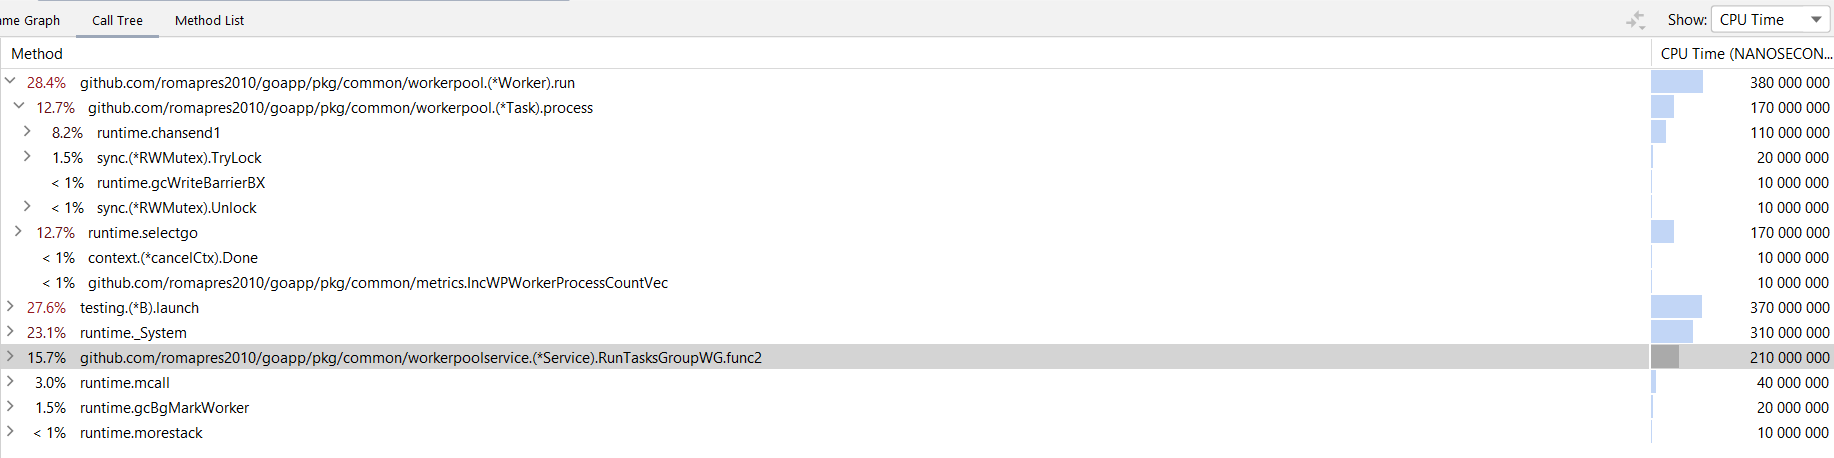 me Graph Call Tree Method List Show: CPU Time
Method CPU Time (NANOSECON...
28.4% github.com/romapres2010/goapp/pkg/common/workerpool.(*Worker).run 380 000 000
12.7% github.com/romapres2010/goapp/pkg/common/workerpool.(*Task).process 170 000 000
8.2% runtime.chansend1 110 000 000
1.5% sync.(*RWMutex).TryLock 20 000 000
< 1% runtime.gcWriteBarrierBX 10 000 000
< 1% sync.(*RWMutex).Unlock 10 000 000
12.7% runtime.selectgo 170 000 000
< 1% context.(*cancelCtx).Done 10 000 000
< 1% github.com/romapres2010/goapp/pkg/common/metrics.IncWPWorkerProcessCountVec 10 000 000
27.6% testing.(*B).launch 370 000 000
23.1% runtime._System 310 000 000
15.7% github.com/romapres2010/goapp/pkg/common/workerpoolservice.(*Service).RunTasksGroupWG.func2 210 000 000
3.0% runtime.mcall 40 000 000
1.5% runtime.gcBgMarkWorker 20 000 000
< 1% runtime.morestack 10 000 000